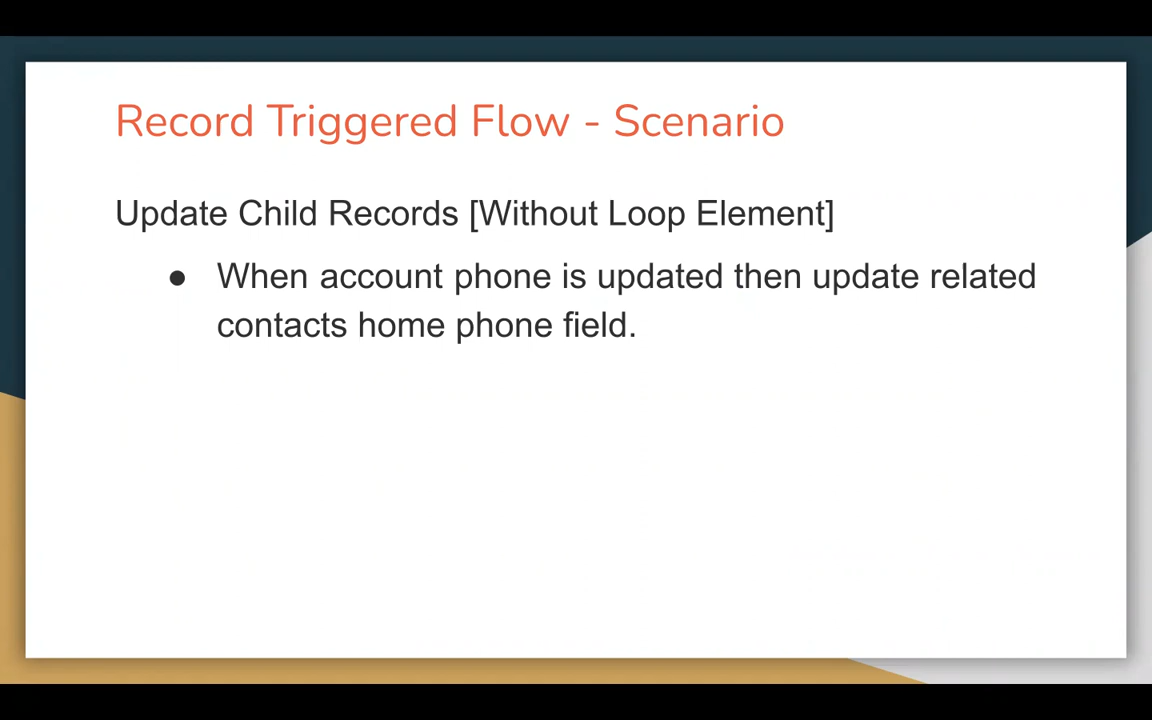 Record Triggered Flow - Scenario
Update Child Records [Without Loop Element]
● When account phone is updated then update related
contacts home phone field.